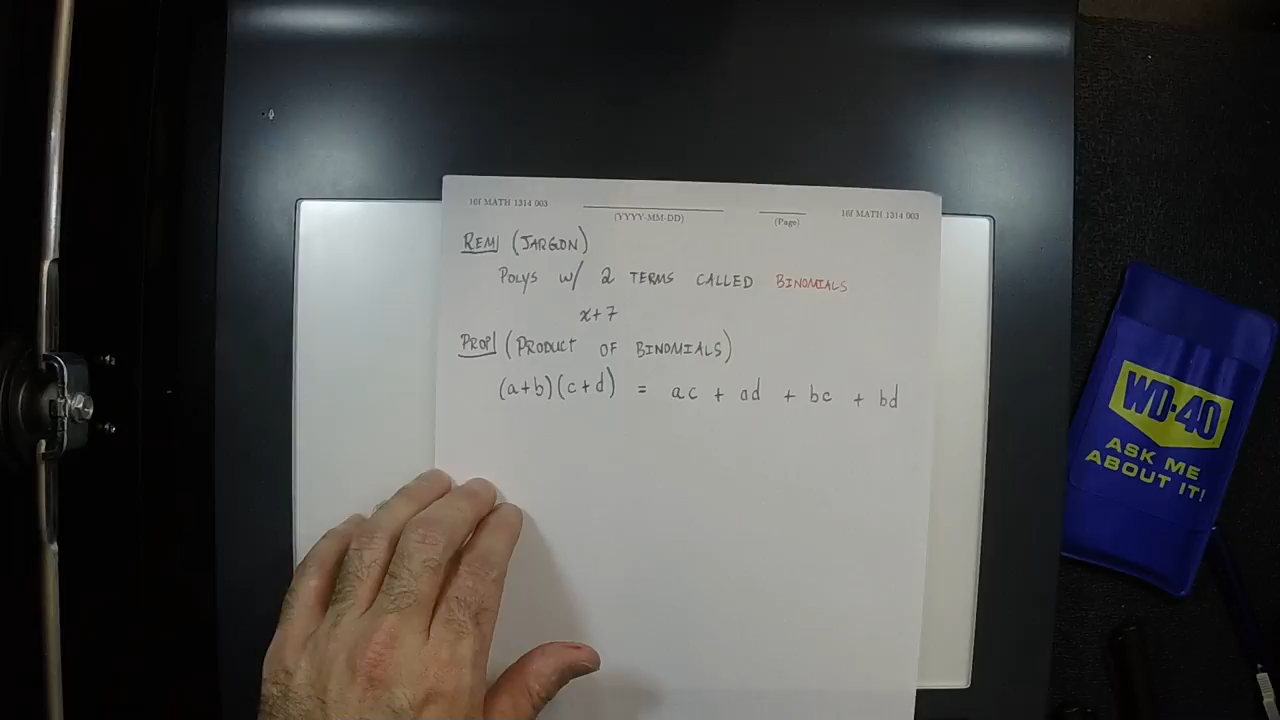 16f MATH 1314 003 (YYYY-MM-DD) (Page) 16f MATH 1314 003
REM (JARGON)
POLYS W/ 2 TERMS CALLED BINOMIALS
x+7
PROP (PRODUCT OF BINOMIALS)
(a+b)(c+d) = ac + ad + bc + bd
WD-40
ASK ME
ABOUT IT!